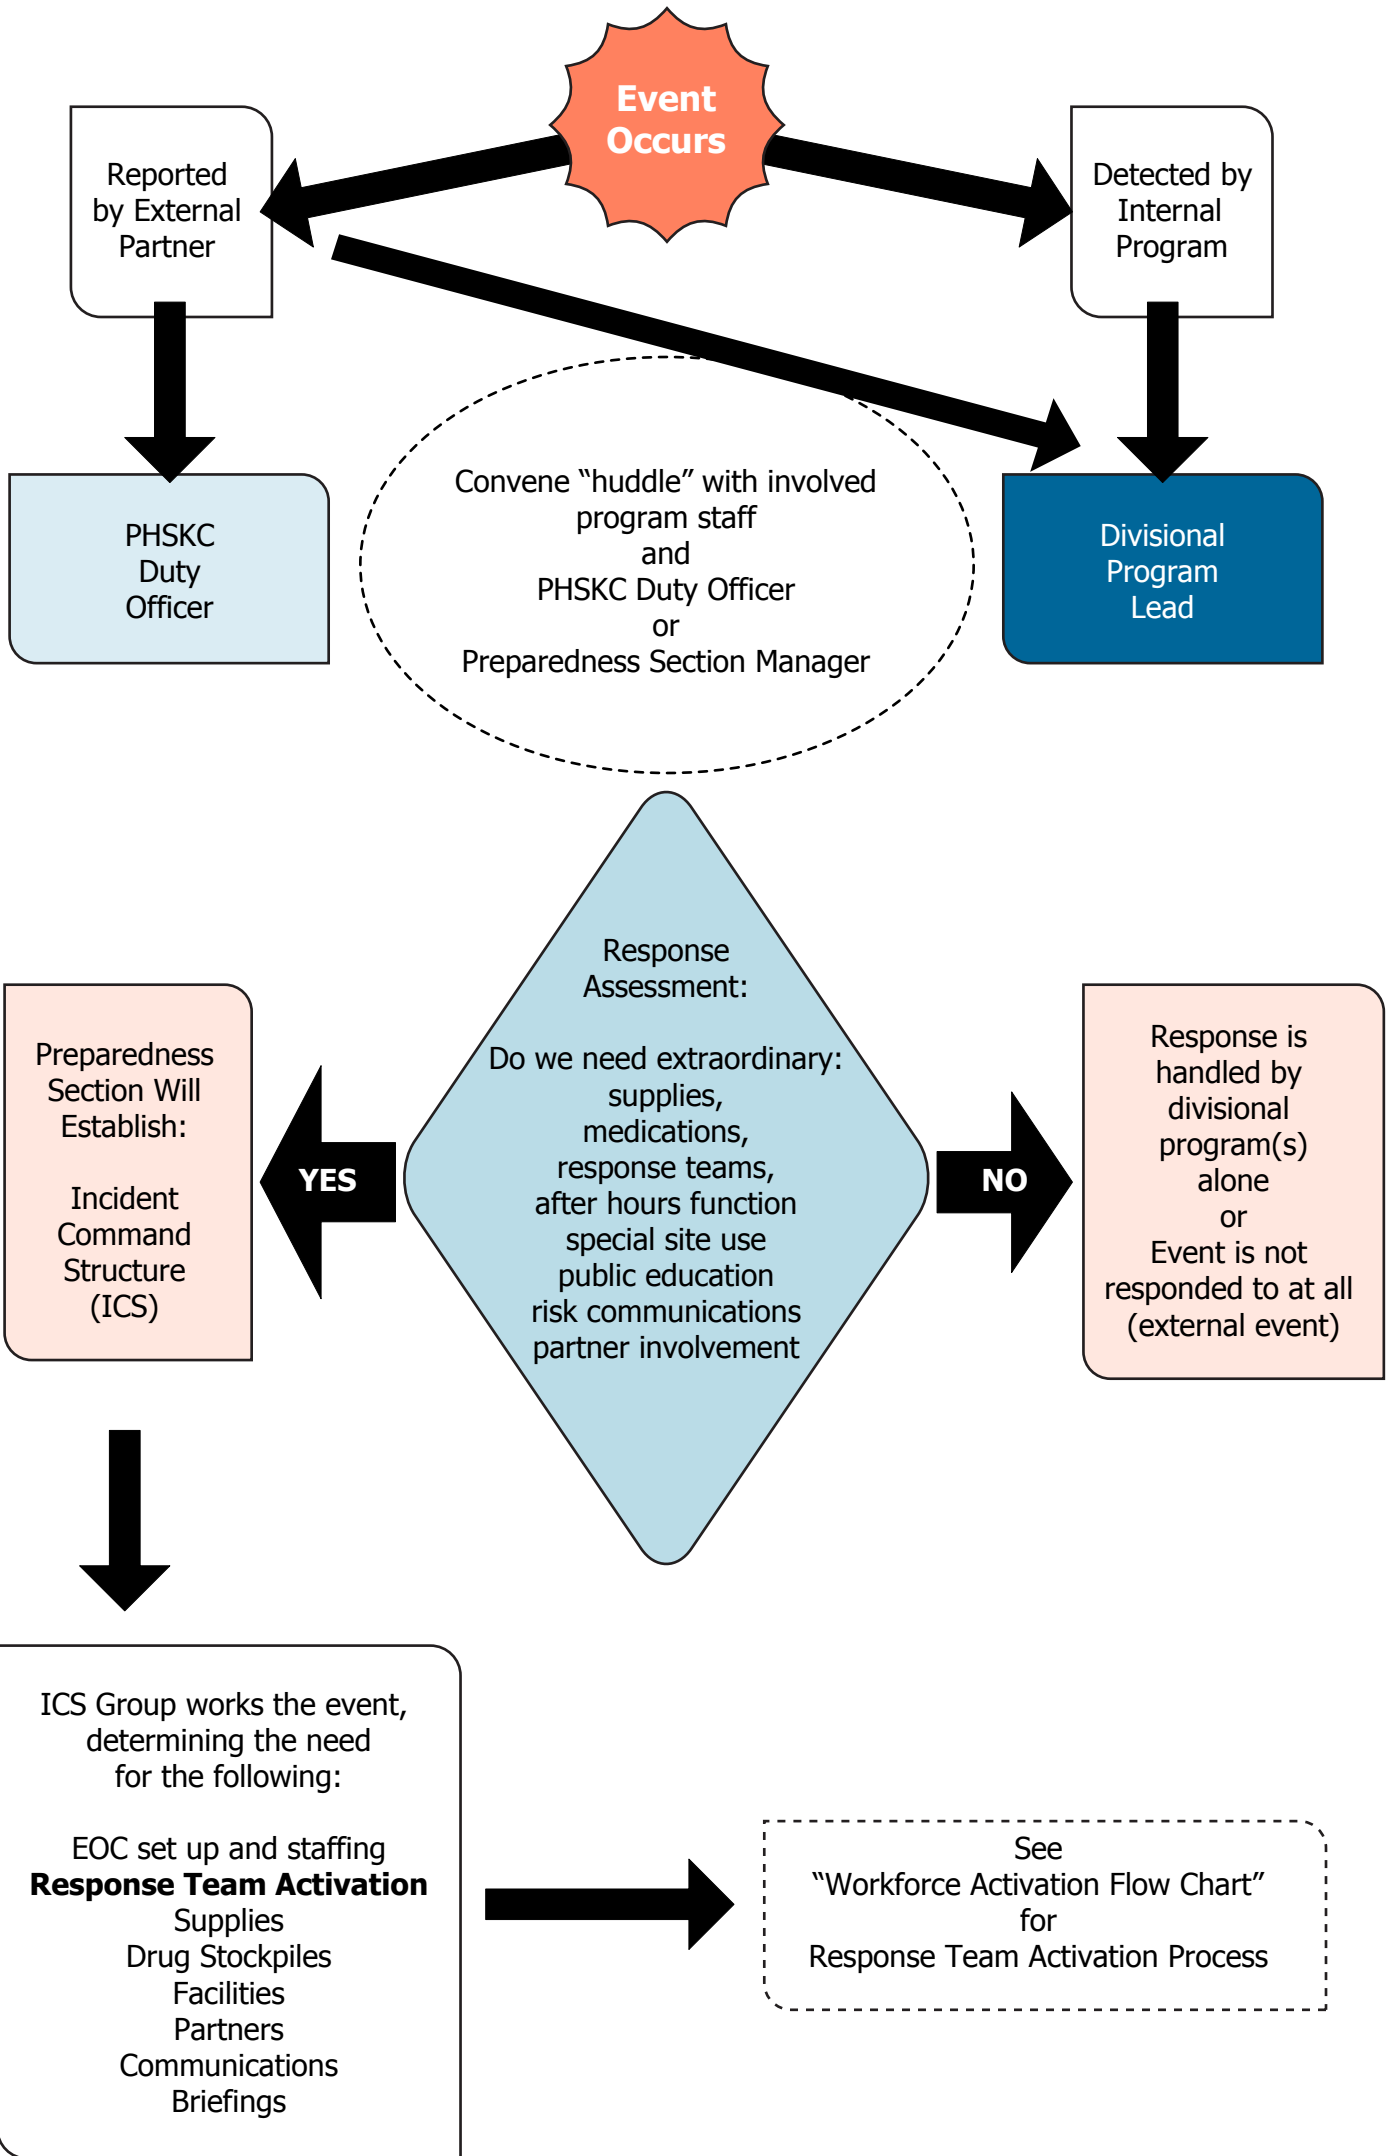 Event
Occurs
Reported
by External
Partner
Detected by
Internal
Program
PHSKC
Duty
Officer
Convene “huddle” with involved
program staff
and
PHSKC Duty Officer
or
Preparedness Section Manager
Divisional
Program
Lead
Response
Assessment:
Do we need extraordinary:
supplies,
medications,
response teams,
after hours function
special site use
public education
risk communications
partner involvement
Preparedness
Section Will
Establish:
Incident
Command
Structure
(ICS)
YES
NO
Response is
handled by
divisional
program(s)
alone
or
Event is not
responded to at all
(external event)
ICS Group works the event,
determining the need
for the following:
EOC set up and staffing
Response Team Activation
Supplies
Drug Stockpiles
Facilities
Partners
Communications
Briefings
See
“Workforce Activation Flow Chart”
for
Response Team Activation Process